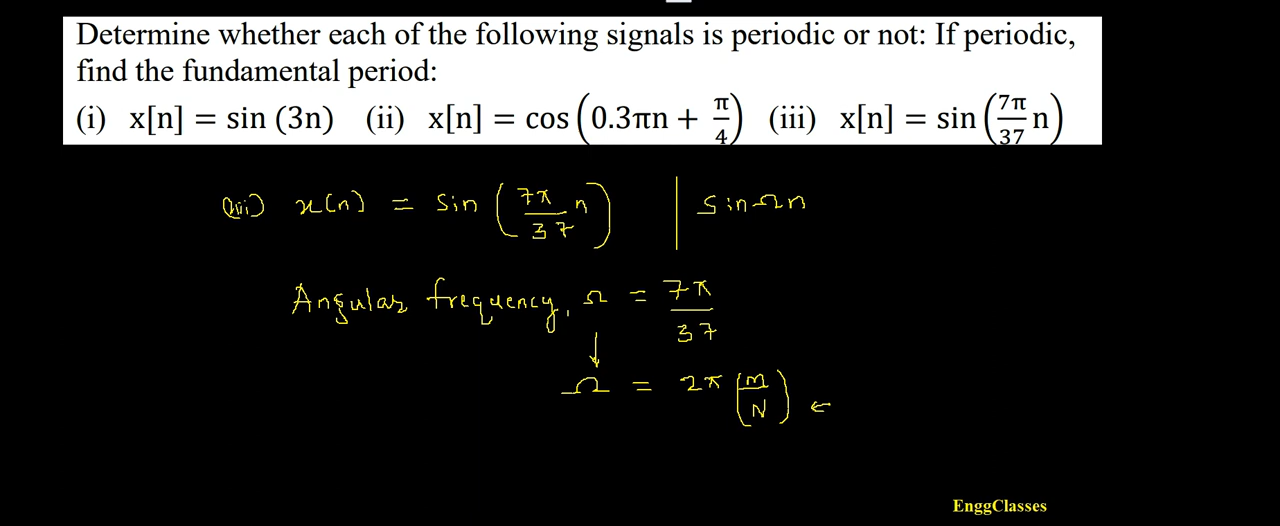 Determine whether each of the following signals is periodic or not: If periodic,
find the fundamental period:
(i) x[n] = sin (3n) (ii) x[n] = cos (0.3πn + π/4) (iii) x[n] = sin (7π/37 n)
(iii) x(n) = sin (7π/37 n) | sinΩn
Angular frequency, Ω = 7π/37
↓
Ω = 2π (m/N) ←
EnggClasses